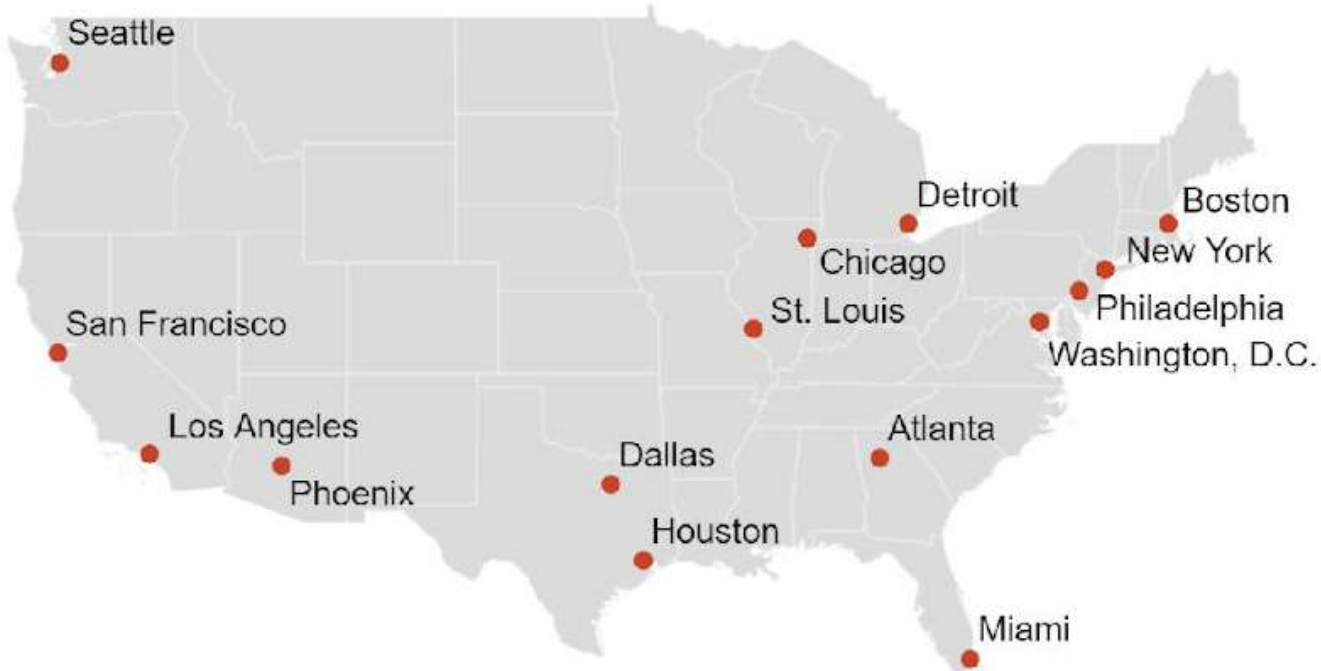 Seattle
Detroit
Boston
New York
Chicago
Philadelphia
St. Louis
San Francisco
Washington, D.C.
Los Angeles
Atlanta
Dallas
Phoenix
Houston
Miami